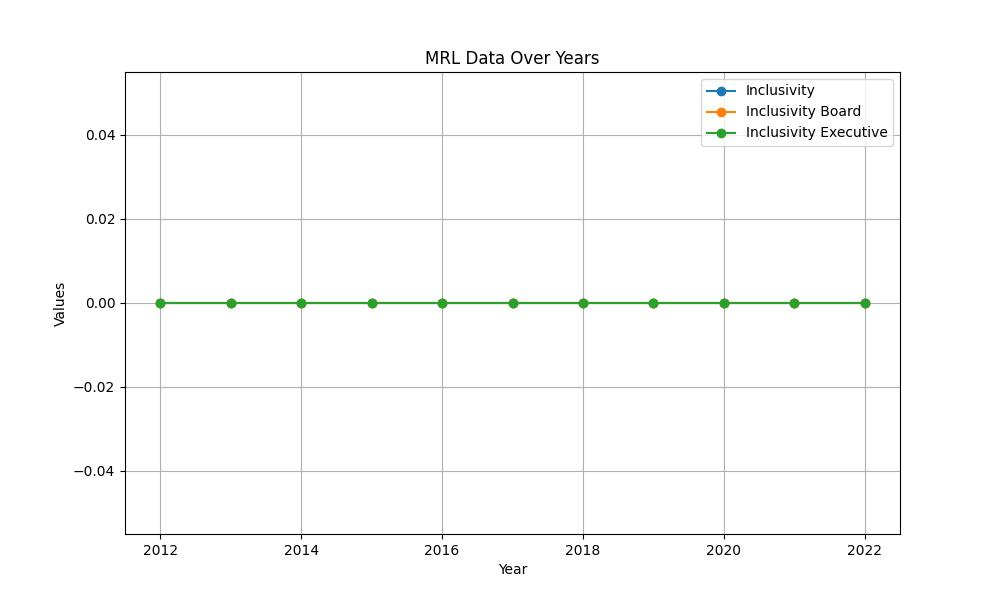 MRL Data Over Years
Inclusivity
Inclusivity Board
Inclusivity Executive
0.04
0.02
0.00
−0.02
−0.04
Values
2012 2014 2016 2018 2020 2022
Year